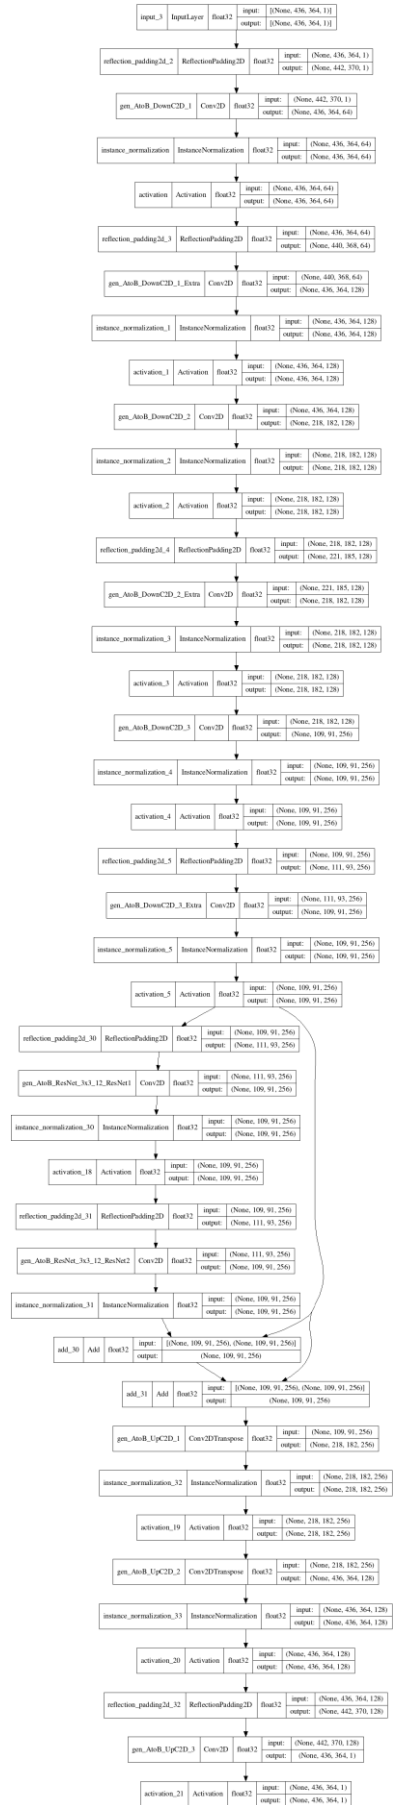 input_3 InputLayer float32 input: [(None, 436, 364, 1)]
output: [(None, 436, 364, 1)]
reflection_padding2d_2 ReflectionPadding2D float32 input: (None, 436, 364, 1)
output: (None, 442, 370, 1)
gen_AtoB_DownC2D_1 Conv2D float32 input: (None, 442, 370, 1)
output: (None, 436, 364, 64)
instance_normalization InstanceNormalization float32 input: (None, 436, 364, 64)
output: (None, 436, 364, 64)
activation Activation float32 input: (None, 436, 364, 64)
output: (None, 436, 364, 64)
reflection_padding2d_3 ReflectionPadding2D float32 input: (None, 436, 364, 64)
output: (None, 440, 368, 64)
gen_AtoB_DownC2D_1_Extra Conv2D float32 input: (None, 440, 368, 64)
output: (None, 436, 364, 128)
instance_normalization_1 InstanceNormalization float32 input: (None, 436, 364, 128)
output: (None, 436, 364, 128)
activation_1 Activation float32 input: (None, 436, 364, 128)
output: (None, 436, 364, 128)
gen_AtoB_DownC2D_2 Conv2D float32 input: (None, 436, 364, 128)
output: (None, 218, 182, 128)
instance_normalization_2 InstanceNormalization float32 input: (None, 218, 182, 128)
output: (None, 218, 182, 128)
activation_2 Activation float32 input: (None, 218, 182, 128)
output: (None, 218, 182, 128)
reflection_padding2d_4 ReflectionPadding2D float32 input: (None, 218, 182, 128)
output: (None, 221, 185, 128)
gen_AtoB_DownC2D_2_Extra Conv2D float32 input: (None, 221, 185, 128)
output: (None, 218, 182, 128)
instance_normalization_3 InstanceNormalization float32 input: (None, 218, 182, 128)
output: (None, 218, 182, 128)
activation_3 Activation float32 input: (None, 218, 182, 128)
output: (None, 218, 182, 128)
gen_AtoB_DownC2D_3 Conv2D float32 input: (None, 218, 182, 128)
output: (None, 109, 91, 256)
instance_normalization_4 InstanceNormalization float32 input: (None, 109, 91, 256)
output: (None, 109, 91, 256)
activation_4 Activation float32 input: (None, 109, 91, 256)
output: (None, 109, 91, 256)
reflection_padding2d_5 ReflectionPadding2D float32 input: (None, 109, 91, 256)
output: (None, 111, 93, 256)
gen_AtoB_DownC2D_3_Extra Conv2D float32 input: (None, 111, 93, 256)
output: (None, 109, 91, 256)
instance_normalization_5 InstanceNormalization float32 input: (None, 109, 91, 256)
output: (None, 109, 91, 256)
activation_5 Activation float32 input: (None, 109, 91, 256)
output: (None, 109, 91, 256)
reflection_padding2d_30 ReflectionPadding2D float32 input: (None, 109, 91, 256)
output: (None, 111, 93, 256)
gen_AtoB_ResNet_3x3_12_ResNet1 Conv2D float32 input: (None, 111, 93, 256)
output: (None, 109, 91, 256)
instance_normalization_30 InstanceNormalization float32 input: (None, 109, 91, 256)
output: (None, 109, 91, 256)
activation_18 Activation float32 input: (None, 109, 91, 256)
output: (None, 109, 91, 256)
reflection_padding2d_31 ReflectionPadding2D float32 input: (None, 109, 91, 256)
output: (None, 111, 93, 256)
gen_AtoB_ResNet_3x3_12_ResNet2 Conv2D float32 input: (None, 111, 93, 256)
output: (None, 109, 91, 256)
instance_normalization_31 InstanceNormalization float32 input: (None, 109, 91, 256)
output: (None, 109, 91, 256)
add_30 Add float32 input: [(None, 109, 91, 256), (None, 109, 91, 256)]
output: (None, 109, 91, 256)
add_31 Add float32 input: [(None, 109, 91, 256), (None, 109, 91, 256)]
output: (None, 109, 91, 256)
gen_AtoB_UpC2D_1 Conv2DTranspose float32 input: (None, 109, 91, 256)
output: (None, 218, 182, 256)
instance_normalization_32 InstanceNormalization float32 input: (None, 218, 182, 256)
output: (None, 218, 182, 256)
activation_19 Activation float32 input: (None, 218, 182, 256)
output: (None, 218, 182, 256)
gen_AtoB_UpC2D_2 Conv2DTranspose float32 input: (None, 218, 182, 256)
output: (None, 436, 364, 128)
instance_normalization_33 InstanceNormalization float32 input: (None, 436, 364, 128)
output: (None, 436, 364, 128)
activation_20 Activation float32 input: (None, 436, 364, 128)
output: (None, 436, 364, 128)
reflection_padding2d_32 ReflectionPadding2D float32 input: (None, 436, 364, 128)
output: (None, 442, 370, 128)
gen_AtoB_UpC2D_3 Conv2D float32 input: (None, 442, 370, 128)
output: (None, 436, 364, 1)
activation_21 Activation float32 input: (None, 436, 364, 1)
output: (None, 436, 364, 1)